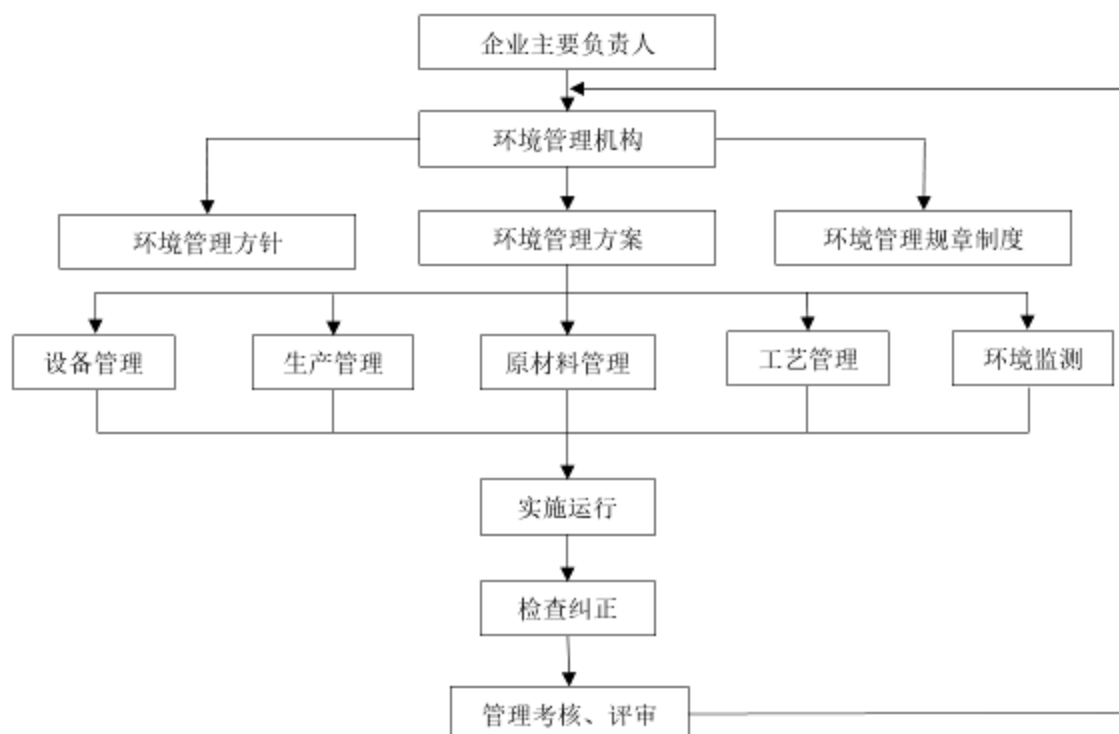 企业主要负责人
环境管理机构
环境管理方针
环境管理方案
环境管理规章制度
设备管理
生产管理
原材料管理
工艺管理
环境监测
实施运行
检查纠正
管理考核、评审